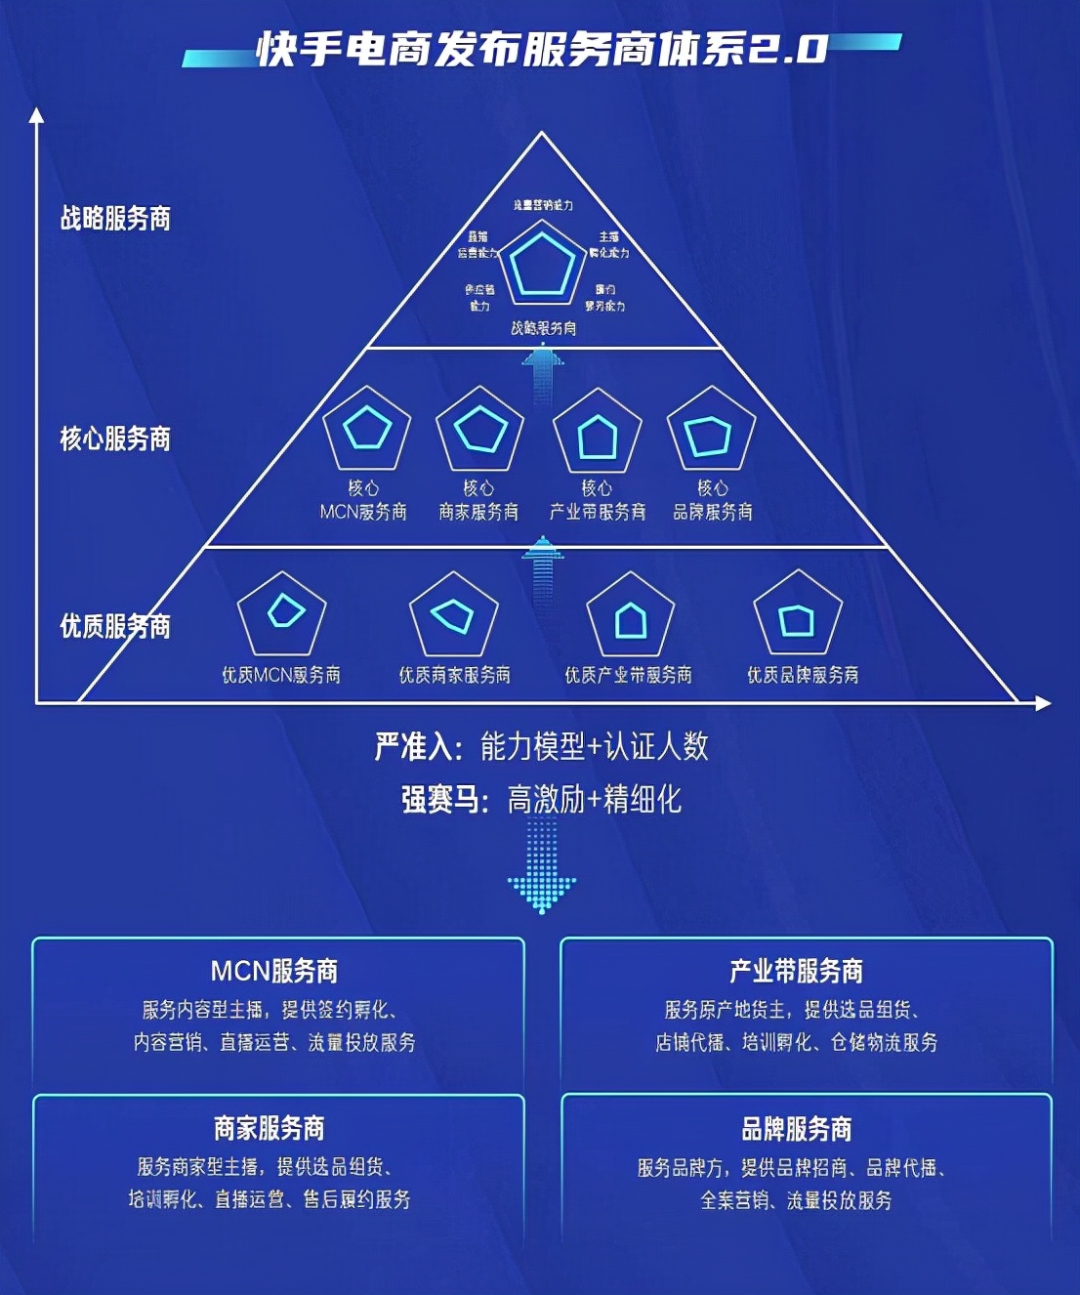 快手电商发布服务商体系2.0
战略服务商
流量营销能力
直播
运营能力
主播
孵化能力
供应链
能力
履约
服务能力
战略服务商
核心服务商
核心
MCN服务商
核心
商家服务商
核心
产业带服务商
核心
品牌服务商
优质服务商
优质MCN服务商
优质商家服务商
优质产业带服务商
优质品牌服务商
严准入：能力模型+认证人数
强赛马：高激励+精细化
MCN服务商
服务内容型主播，提供签约孵化、
内容营销、直播运营、流量投放服务
产业带服务商
服务原产地货主，提供选品组货、
店铺代播、培训孵化、仓储物流服务
商家服务商
服务商家型主播，提供选品组货、
培训孵化、直播运营、售后履约服务
品牌服务商
服务品牌方，提供品牌招商、品牌代播、
全案营销、流量投放服务